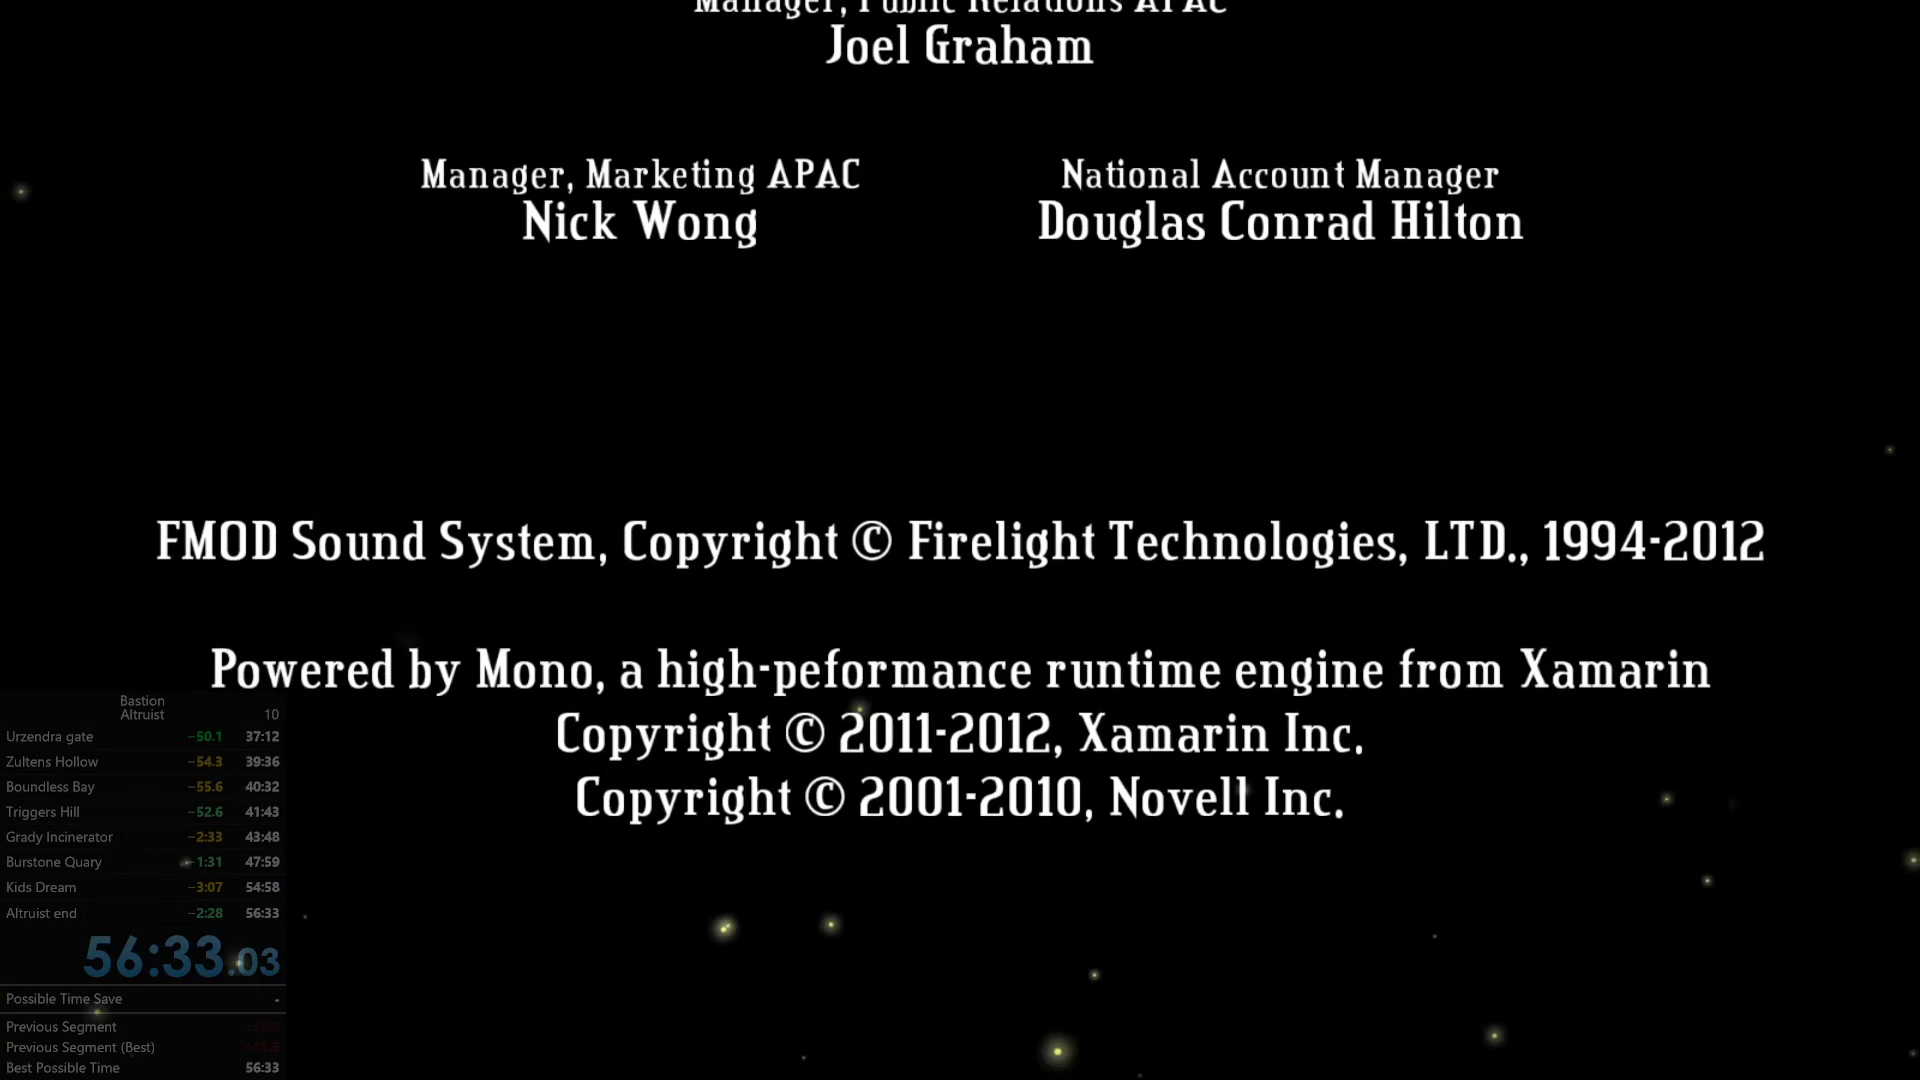 Manager, Public Relations APAC
Joel Graham
Manager, Marketing APAC
Nick Wong
National Account Manager
Douglas Conrad Hilton
FMOD Sound System, Copyright © Firelight Technologies, LTD., 1994-2012
Powered by Mono, a high-peformance runtime engine from Xamarin
Copyright © 2011-2012, Xamarin Inc.
Copyright © 2001-2010, Novell Inc.
Bastion
Altruist 10
Urzendra gate −50.1 37:12
Zultens Hollow −54.3 39:36
Boundless Bay −55.6 40:32
Triggers Hill −52.6 41:43
Grady Incinerator −2:33 43:48
Burstone Quary −1:31 47:59
Kids Dream −3:07 54:58
Altruist end −2:28 56:33
56:33.03
Possible Time Save -
Previous Segment
Previous Segment (Best)
Best Possible Time 56:33